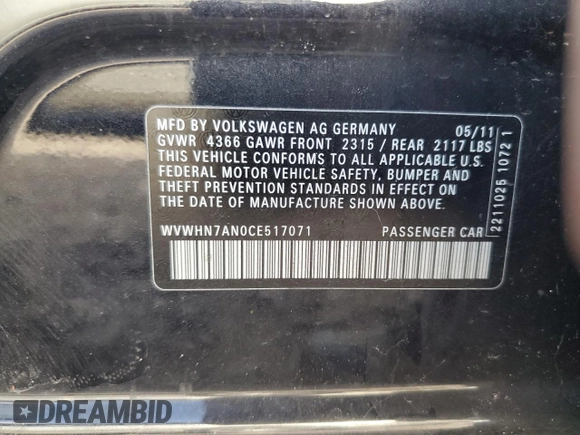 MFD BY VOLKSWAGEN AG GERMANY 05/11
GVWR 4366 GAWR FRONT 2315 / REAR 2117 LBS
THIS VEHICLE CONFORMS TO ALL APPLICABLE U.S.
FEDERAL MOTOR VEHICLE SAFETY, BUMPER AND
THEFT PREVENTION STANDARDS IN EFFECT ON
THE DATE OF MANUFACTURE SHOWN ABOVE.
WVWHN7AN0CE517071 PASSENGER CAR
2211025 1072 1
DREAMBID